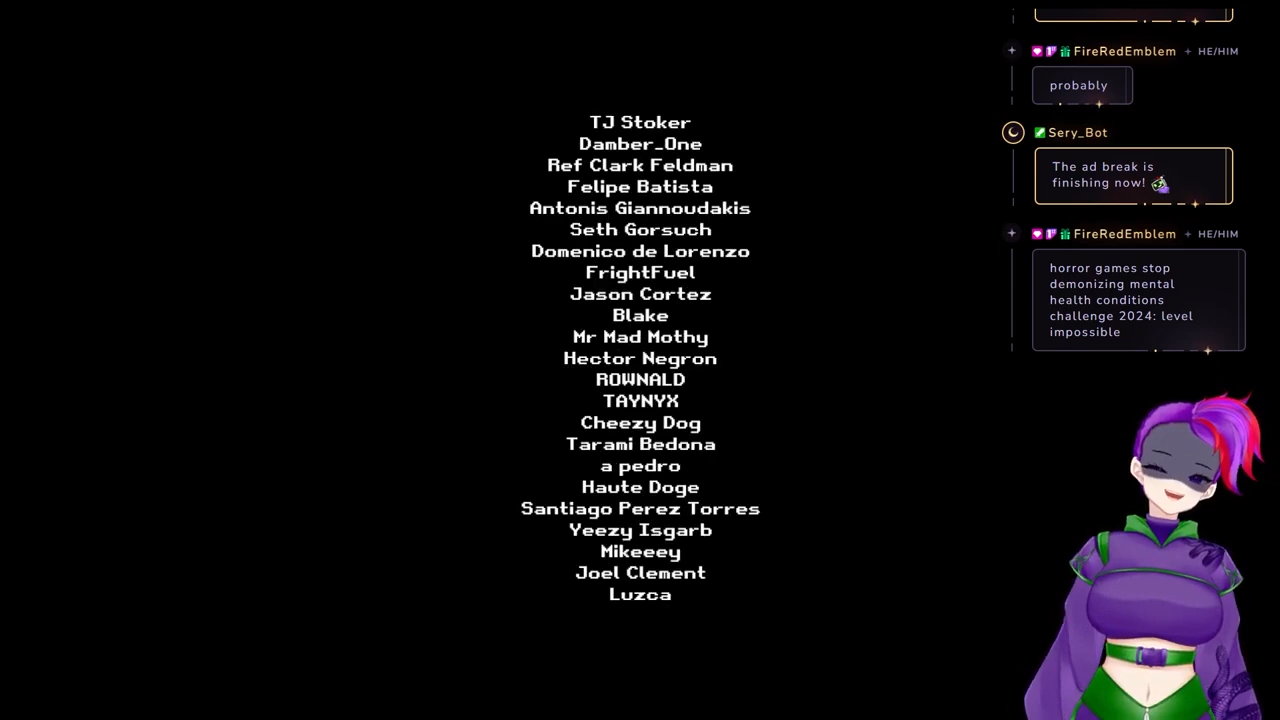 TJ Stoker
Damber_One
Ref Clark Feldman
Felipe Batista
Antonis Giannoudakis
Seth Gorsuch
Domenico de Lorenzo
FrightFuel
Jason Cortez
Blake
Mr Mad Mothy
Hector Negron
ROWNALD
TAYNYX
Cheezy Dog
Tarami Bedona
a pedro
Haute Doge
Santiago Perez Torres
Yeezy Isgarb
Mikeeey
Joel Clement
Luzca
FireRedEmblem + HE/HIM
probably
Sery_Bot
The ad break is
finishing now!
FireRedEmblem + HE/HIM
horror games stop
demonizing mental
health conditions
challenge 2024: level
impossible